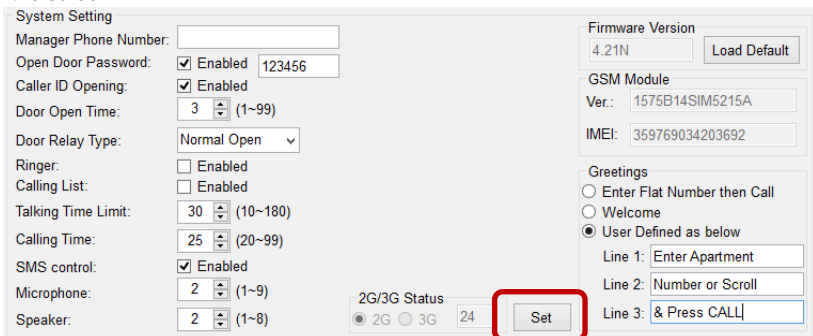 System Setting
Manager Phone Number:
Open Door Password: Enabled 123456
Caller ID Opening: Enabled
Door Open Time: 3 (1~99)
Door Relay Type: Normal Open
Ringer: Enabled
Calling List: Enabled
Talking Time Limit: 30 (10~180)
Calling Time: 25 (20~99)
SMS control: Enabled
Microphone: 2 (1~9)
Speaker: 2 (1~8)
2G/3G Status
2G 3G 24 Set
Firmware Version
4.21N Load Default
GSM Module
Ver.: 1575B14SIM5215A
IMEI: 359769034203692
Greetings
Enter Flat Number then Call
Welcome
User Defined as below
Line 1: Enter Apartment
Line 2: Number or Scroll
Line 3: & Press CALL